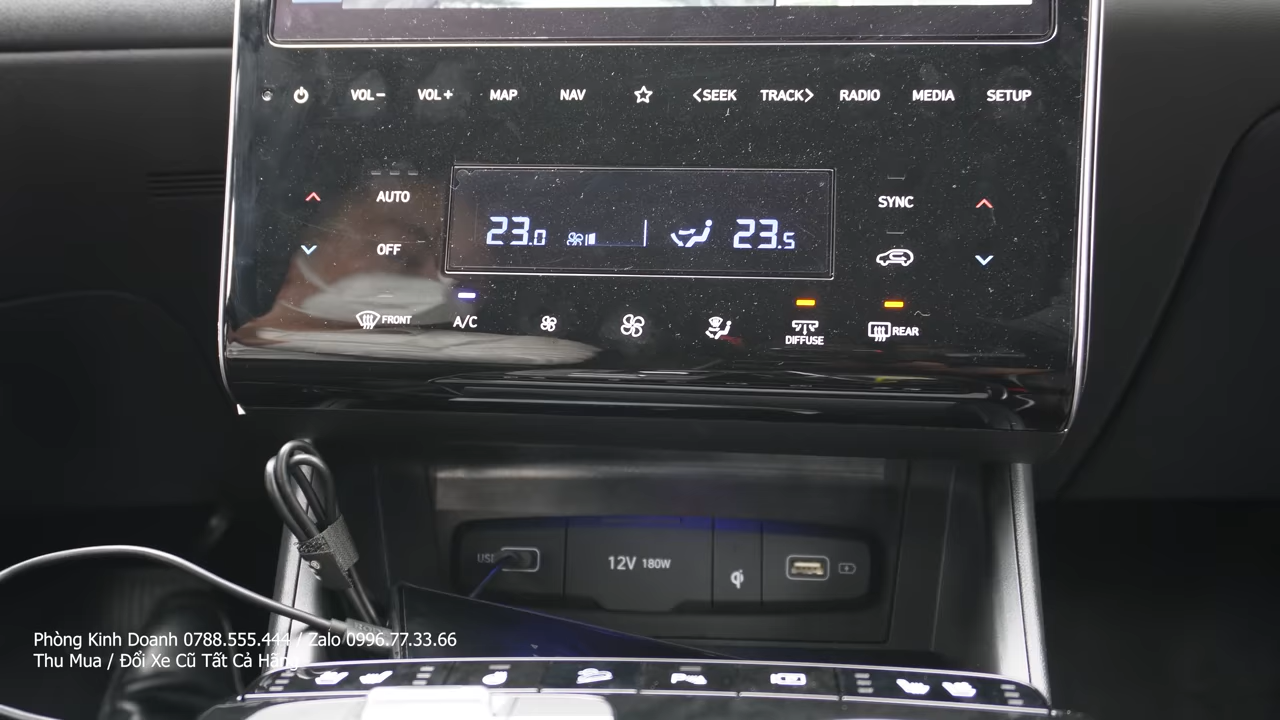 VOL− VOL+ MAP NAV <SEEK TRACK> RADIO MEDIA SETUP
AUTO
SYNC
OFF
23.0 23.5
FRONT A/C DIFFUSE REAR
USB 12V 180W
Phòng Kinh Doanh 0788.555.444 / Zalo 0996.77.33.66
Thu Mua / Đổi Xe Cũ Tất Cả Hãng